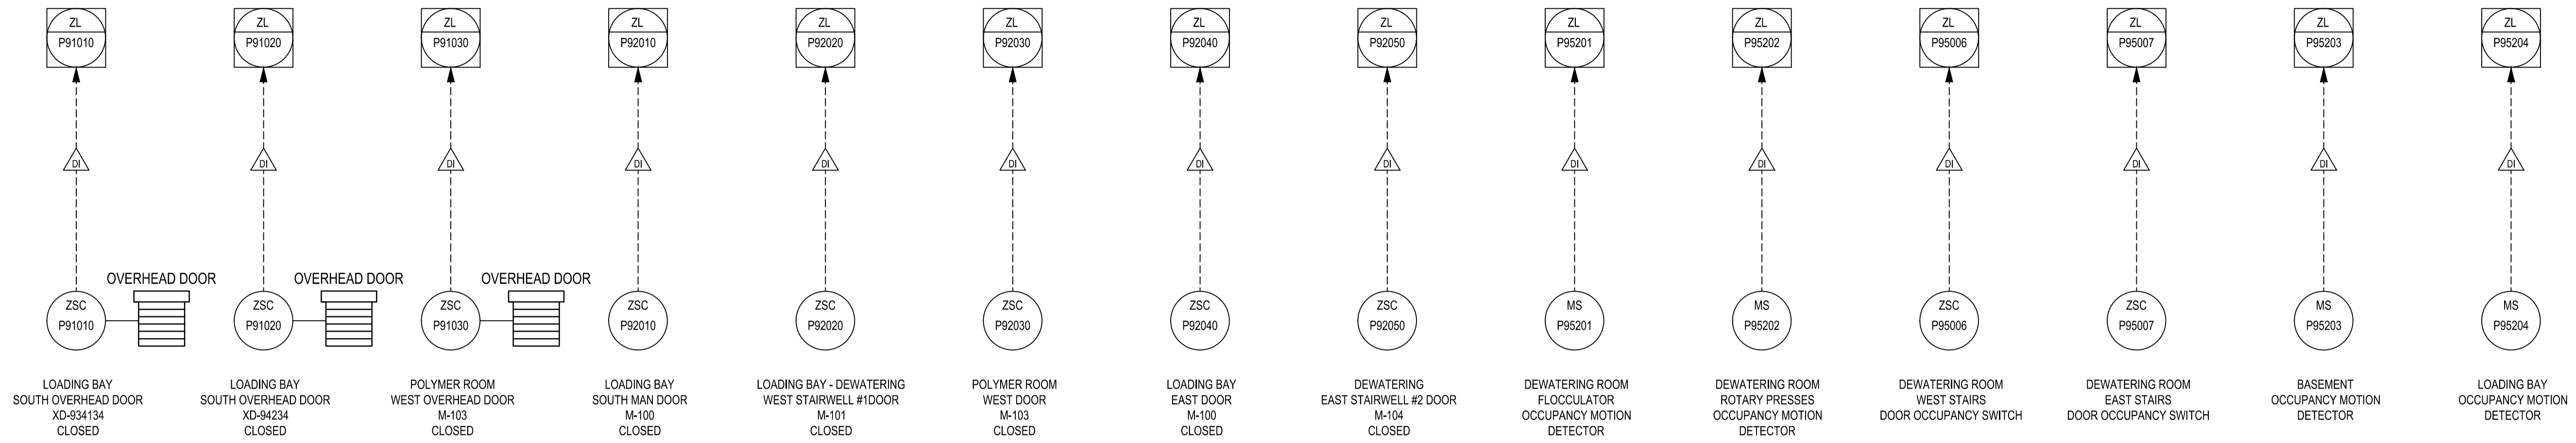 ZL ZL ZL ZL ZL ZL ZL ZL ZL ZL ZL ZL ZL ZL
P91010 P91020 P91030 P92010 P92020 P92030 P92040 P92050 P95201 P95202 P95006 P95007 P95203 P95204
DI DI DI DI DI DI DI DI DI DI DI DI DI DI
OVERHEAD DOOR OVERHEAD DOOR OVERHEAD DOOR
ZSC ZSC ZSC ZSC ZSC ZSC ZSC ZSC MS MS ZSC ZSC MS MS
P91010 P91020 P91030 P92010 P92020 P92030 P92040 P92050 P95201 P95202 P95006 P95007 P95203 P95204
LOADING BAY
SOUTH OVERHEAD DOOR
XD-934134
CLOSED
LOADING BAY
SOUTH OVERHEAD DOOR
XD-94234
CLOSED
POLYMER ROOM
WEST OVERHEAD DOOR
M-103
CLOSED
LOADING BAY
SOUTH MAN DOOR
M-100
CLOSED
LOADING BAY - DEWATERING
WEST STAIRWELL #1DOOR
M-101
CLOSED
POLYMER ROOM
WEST DOOR
M-103
CLOSED
LOADING BAY
EAST DOOR
M-100
CLOSED
DEWATERING
EAST STAIRWELL #2 DOOR
M-104
CLOSED
DEWATERING ROOM
FLOCCULATOR
OCCUPANCY MOTION
DETECTOR
DEWATERING ROOM
ROTARY PRESSES
OCCUPANCY MOTION
DETECTOR
DEWATERING ROOM
WEST STAIRS
DOOR OCCUPANCY SWITCH
DEWATERING ROOM
EAST STAIRS
DOOR OCCUPANCY SWITCH
BASEMENT
OCCUPANCY MOTION
DETECTOR
LOADING BAY
OCCUPANCY MOTION
DETECTOR